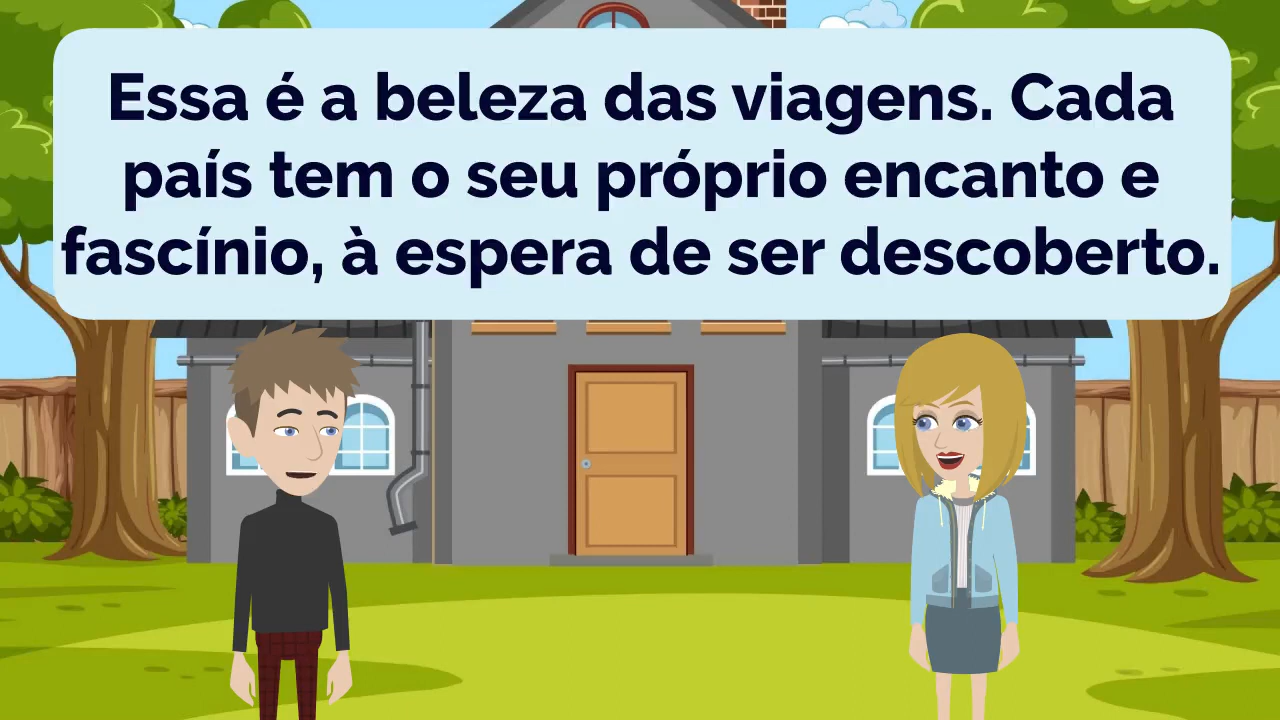 Essa é a beleza das viagens. Cada
país tem o seu próprio encanto e
fascínio, à espera de ser descoberto.